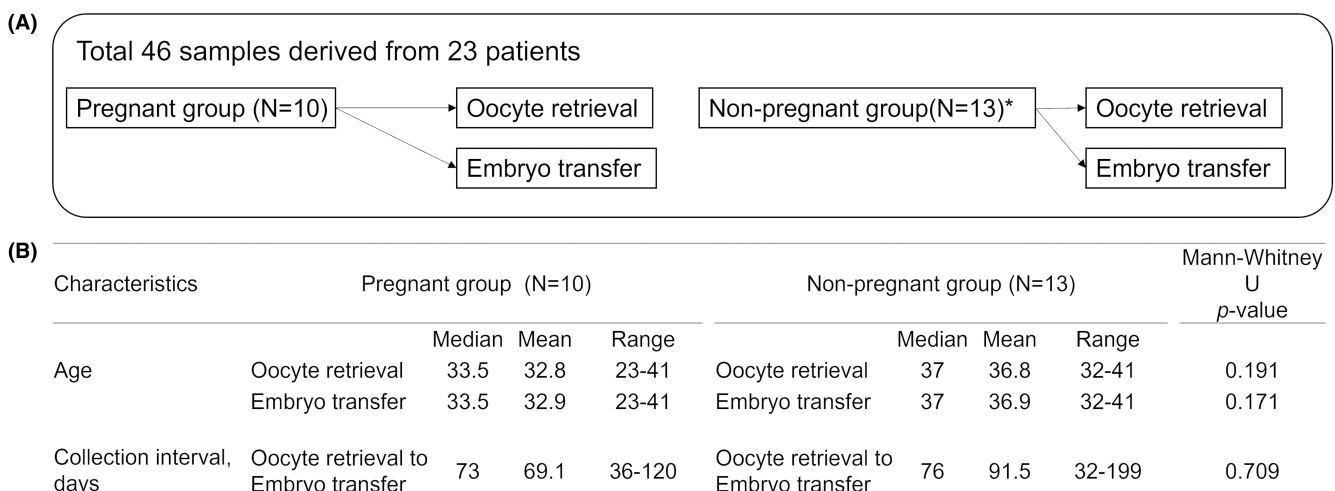 (A)
Total 46 samples derived from 23 patients
Pregnant group (N=10) Oocyte retrieval Non-pregnant group(N=13)* Oocyte retrieval
Embryo transfer Embryo transfer
(B)
Mann-Whitney
Characteristics Pregnant group (N=10) Non-pregnant group (N=13) U
p-value
Median Mean Range Median Mean Range
Age Oocyte retrieval 33.5 32.8 23-41 Oocyte retrieval 37 36.8 32-41 0.191
Embryo transfer 33.5 32.9 23-41 Embryo transfer 37 36.9 32-41 0.171
Collection interval, Oocyte retrieval to Oocyte retrieval to
days Embryo transfer 73 69.1 36-120 Embryo transfer 76 91.5 32-199 0.709